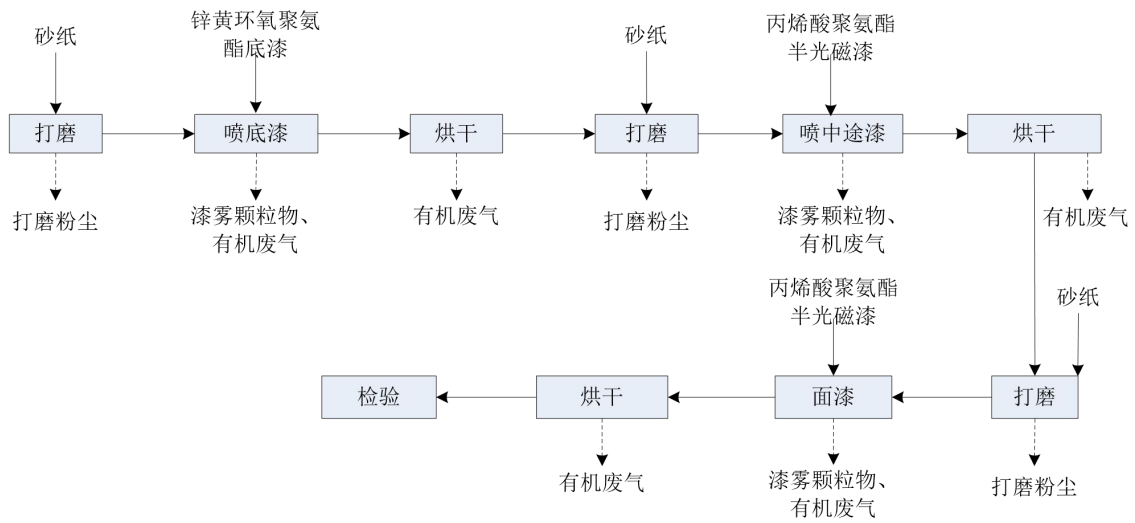 砂纸
锌黄环氧聚氨
酯底漆
砂纸
丙烯酸聚氨酯
半光磁漆
打磨
喷底漆
烘干
打磨
喷中途漆
烘干
打磨粉尘
漆雾颗粒物、
有机废气
有机废气
打磨粉尘
漆雾颗粒物、
有机废气
有机废气
丙烯酸聚氨酯
半光磁漆
砂纸
检验
烘干
面漆
打磨
有机废气
漆雾颗粒物、
有机废气
打磨粉尘